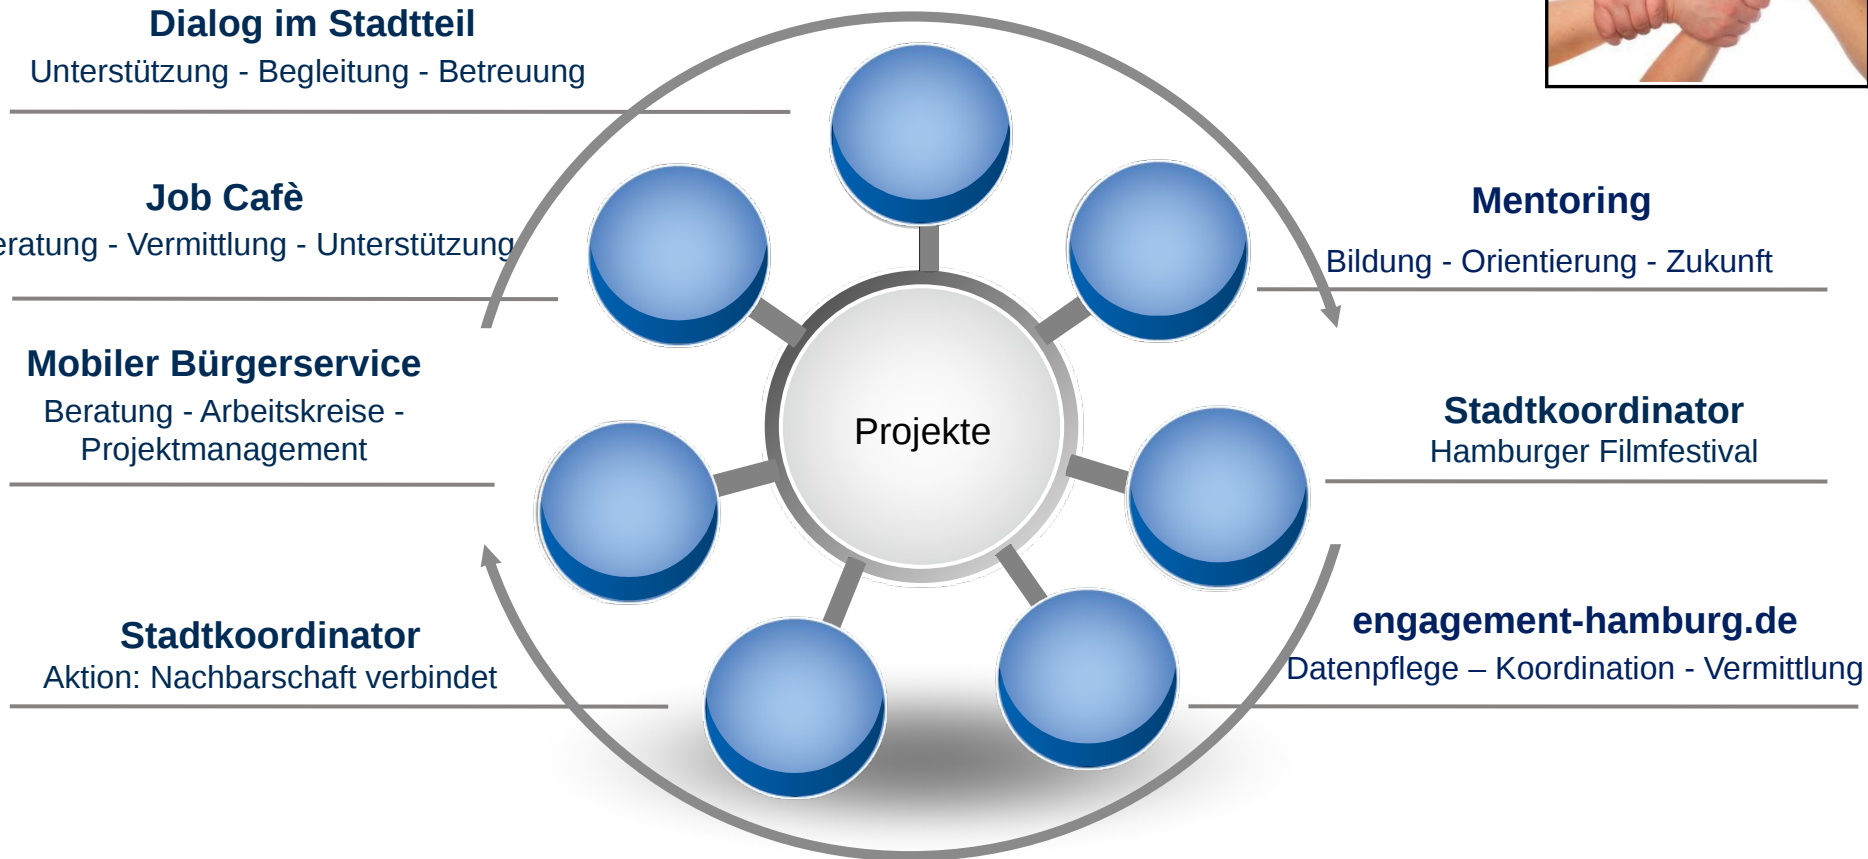 Dialog im Stadtteil
Unterstützung - Begleitung - Betreuung
Job Cafè
- Vermittlung - Unterstützung
Mobiler Bürgerservice
Beratung - Arbeitskreise -
Projektmanagement
Stadtkoordinator
Aktion: Nachbarschaft verbindet
Projekte
Mentoring
Bildung - Orientierung - Zukunft
Stadtkoordinator
Hamburger Filmfestival
engagement-hamburg.de
Datenpflege – Koordination - Vermittlung